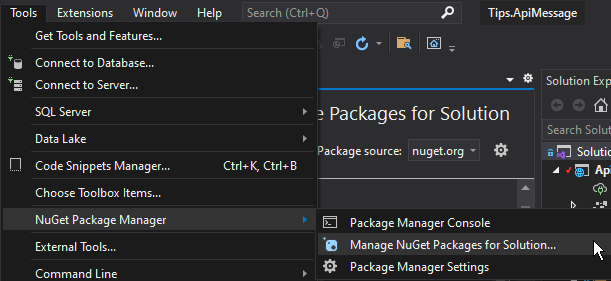 Tools Extensions Window Help Search (Ctrl+Q) Tips.ApiMessage
Get Tools and Features...
Connect to Database...
Connect to Server...
SQL Server
Data Lake
Code Snippets Manager... Ctrl+K, Ctrl+B
Choose Toolbox Items...
NuGet Package Manager
External Tools...
Command Line
Package Manager Console
Manage NuGet Packages for Solution...
Package Manager Settings
e Packages for Solution
Package source: nuget.org
Solution Exp
Search Solut
Solutio
Api